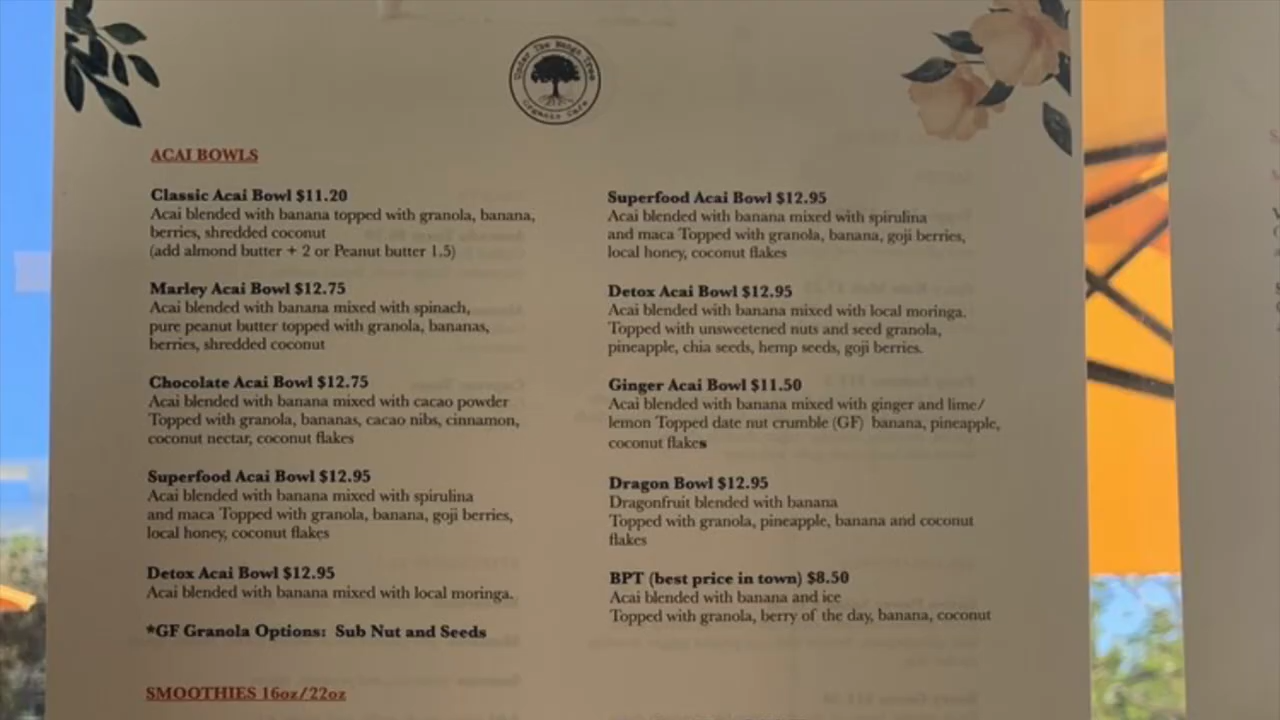 Under The Mango Tree
Organic Cafe
ACAI BOWLS
Classic Acai Bowl $11.20
Acai blended with banana topped with granola, banana,
berries, shredded coconut
(add almond butter + 2 or Peanut butter 1.5)
Marley Acai Bowl $12.75
Acai blended with banana mixed with spinach,
pure peanut butter topped with granola, bananas,
berries, shredded coconut
Chocolate Acai Bowl $12.75
Acai blended with banana mixed with cacao powder
Topped with granola, bananas, cacao nibs, cinnamon,
coconut nectar, coconut flakes
Superfood Acai Bowl $12.95
Acai blended with banana mixed with spirulina
and maca Topped with granola, banana, goji berries,
local honey, coconut flakes
Detox Acai Bowl $12.95
Acai blended with banana mixed with local moringa.
*GF Granola Options: Sub Nut and Seeds
Superfood Acai Bowl $12.95
Acai blended with banana mixed with spirulina
and maca Topped with granola, banana, goji berries,
local honey, coconut flakes
Detox Acai Bowl $12.95
Acai blended with banana mixed with local moringa.
Topped with unsweetened nuts and seed granola,
pineapple, chia seeds, hemp seeds, goji berries.
Ginger Acai Bowl $11.50
Acai blended with banana mixed with ginger and lime/
lemon Topped date nut crumble (GF) banana, pineapple,
coconut flakes
Dragon Bowl $12.95
Dragonfruit blended with banana
Topped with granola, pineapple, banana and coconut
flakes
BPT (best price in town) $8.50
Acai blended with banana and ice
Topped with granola, berry of the day, banana, coconut
SMOOTHIES 16oz/22oz